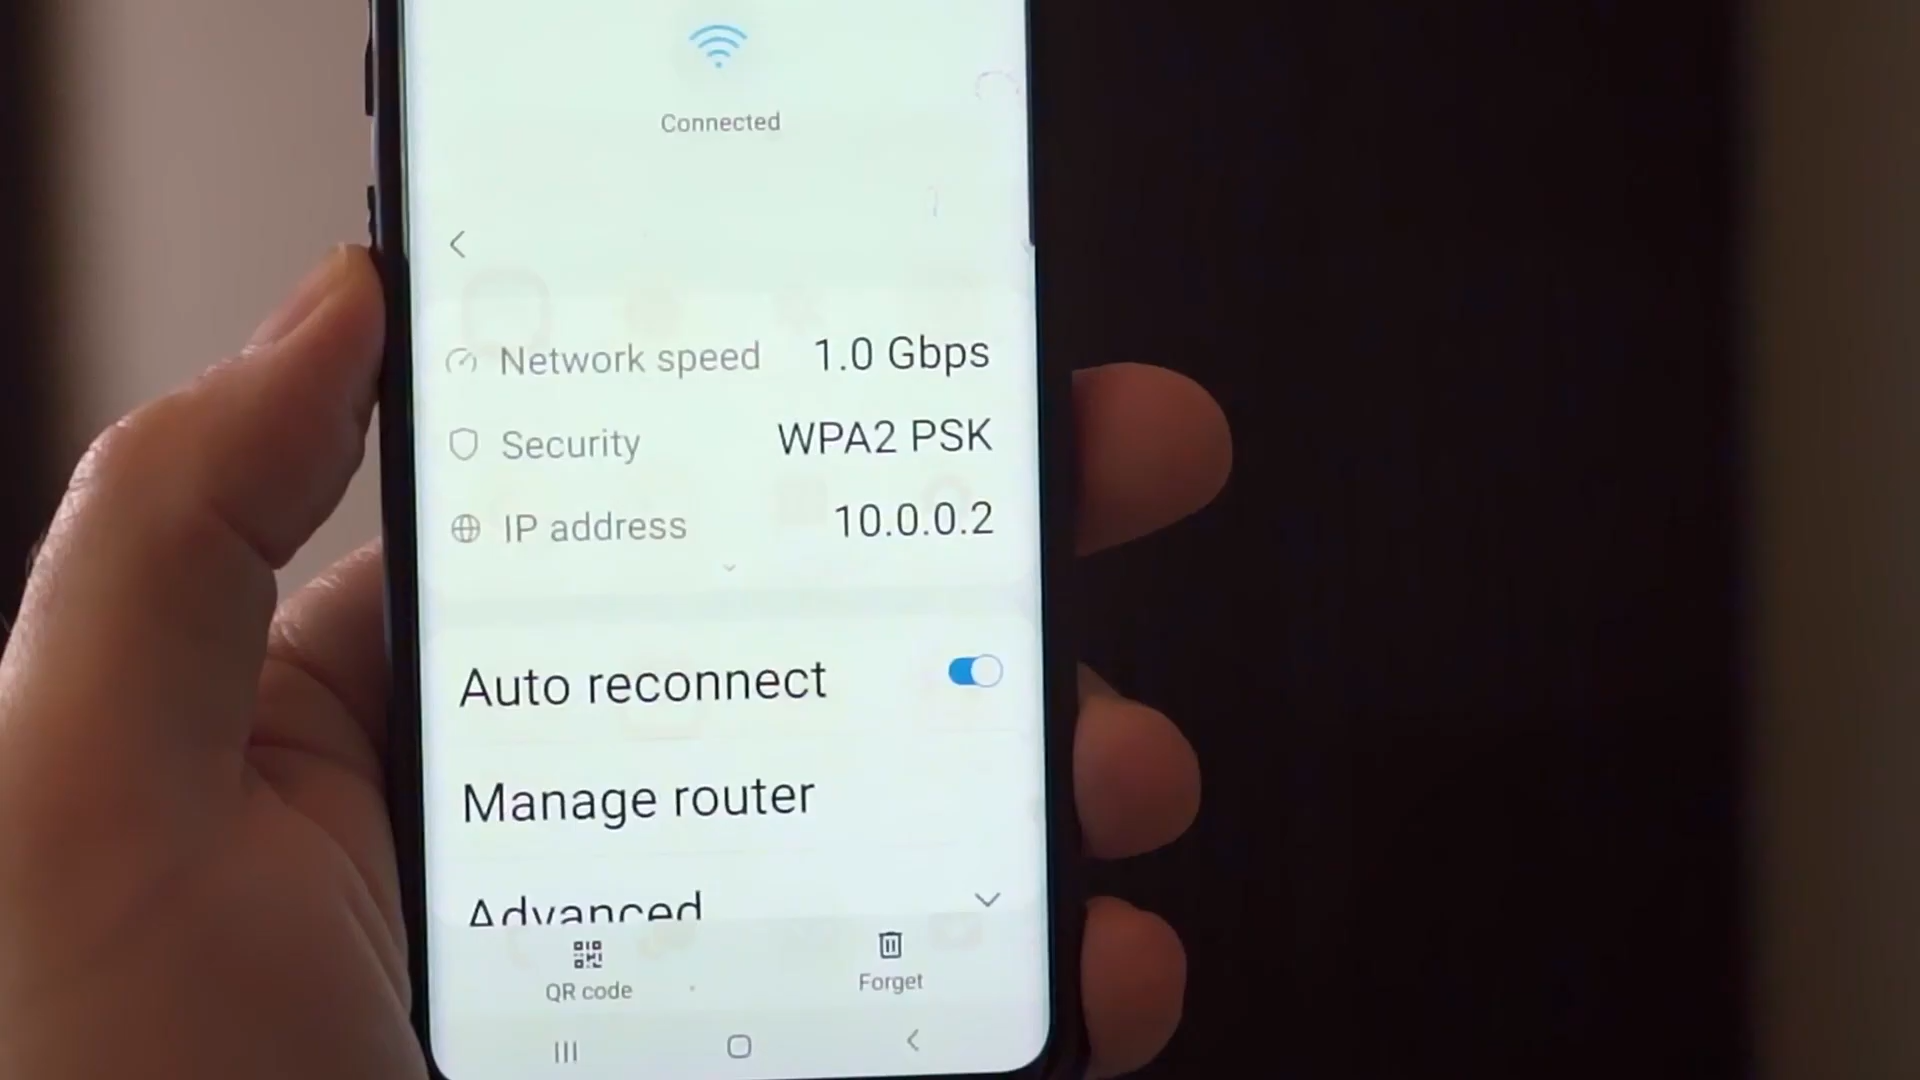 Connected
Network speed 1.0 Gbps
Security WPA2 PSK
IP address 10.0.0.2
Auto reconnect
Manage router
Advanced
QR code Forget